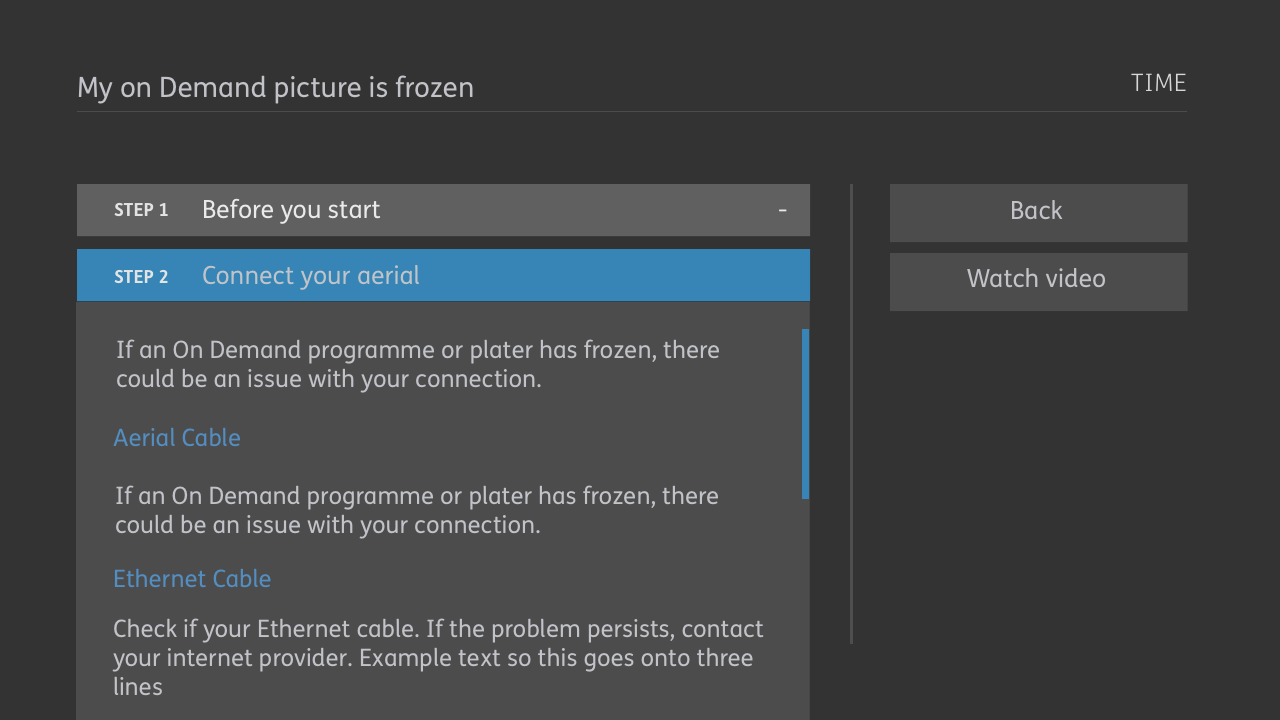 My on Demand picture is frozen
TIME
STEP 1 Before you start -
STEP 2 Connect your aerial
If an On Demand programme or plater has frozen, there
could be an issue with your connection.
Aerial Cable
If an On Demand programme or plater has frozen, there
could be an issue with your connection.
Ethernet Cable
Check if your Ethernet cable. If the problem persists, contact
your internet provider. Example text so this goes onto three
lines
Back
Watch video